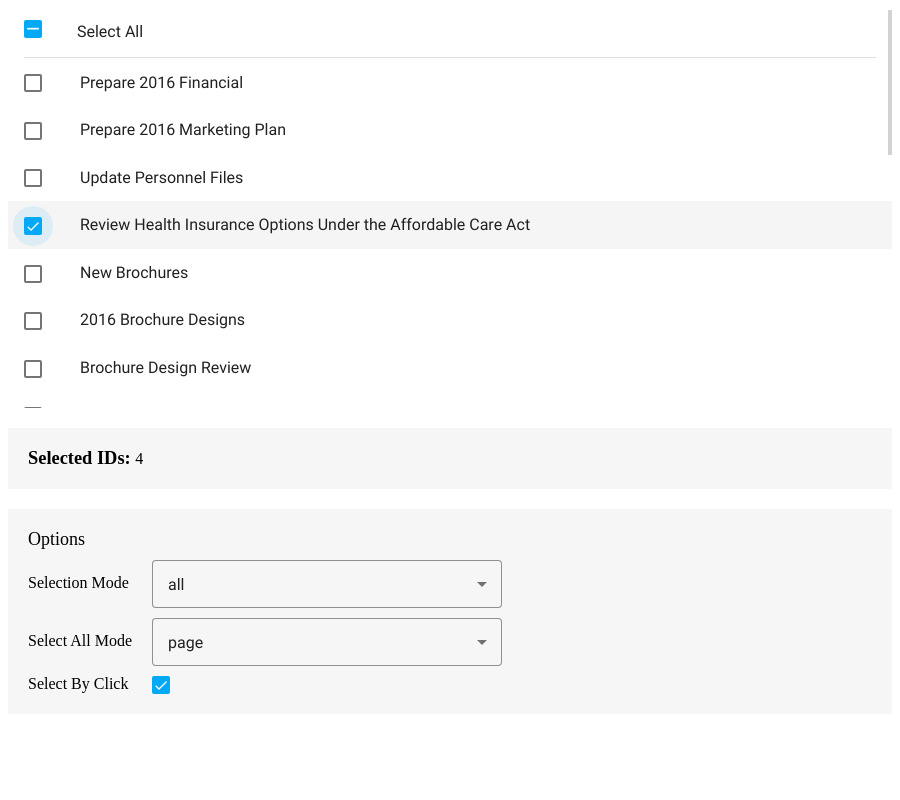 Select All
Prepare 2016 Financial
Prepare 2016 Marketing Plan
Update Personnel Files
Review Health Insurance Options Under the Affordable Care Act
New Brochures
2016 Brochure Designs
Brochure Design Review
Selected IDs: 4
Options
Selection Mode all
Select All Mode page
Select By Click